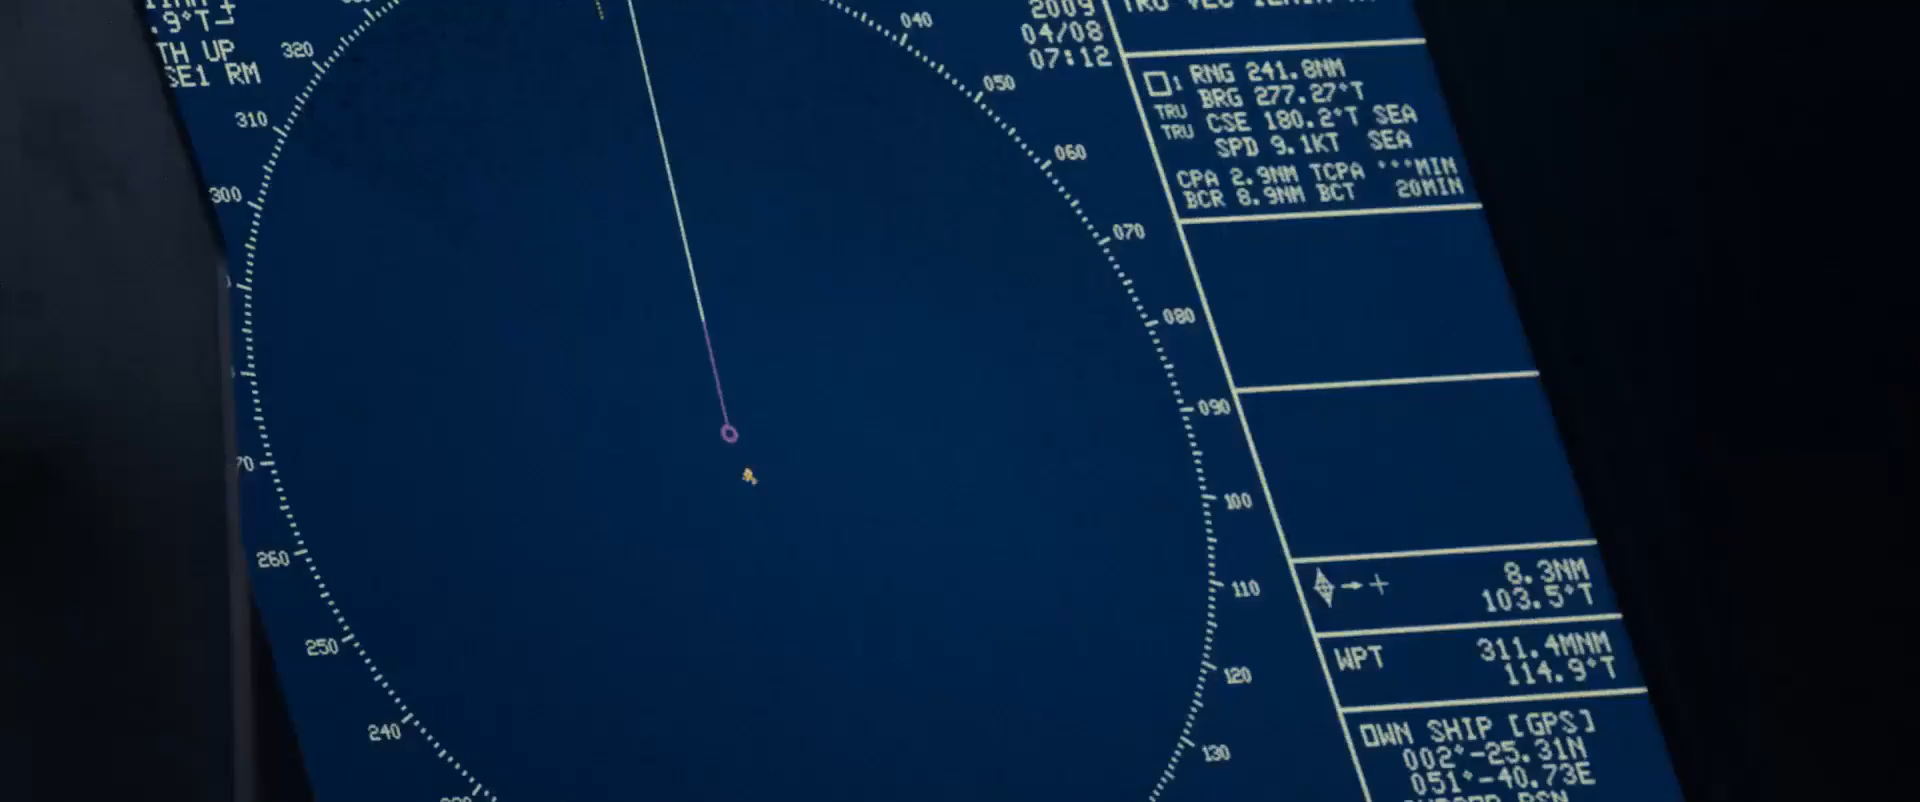 .9°T
TH UP
SE1 RM
320
310
300
260
250
240
040
050
060
070
080
090
100
110
120
130
2009
04/08
07:12
1 RNG 241.8NM
BRG 277.27°T
TRU CSE 180.2°T SEA
TRU SPD 9.1KT SEA
CPA 2.9NM TCPA ***MIN
BCR 8.9NM BCT 20MIN
8.3NM
103.5°T
WPT 311.4MNM
114.9°T
OWN SHIP [GPS]
002°-25.31N
051°-40.73E